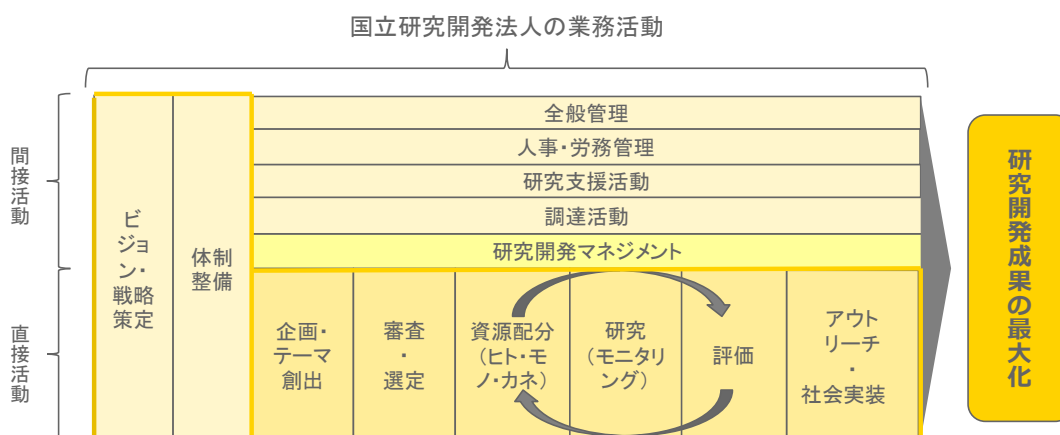 国立研究開発法人の業務活動
間接活動
直接活動
ビ
ジョ
ン・
戦略
策定
体制
整備
全般管理
人事・労務管理
研究支援活動
調達活動
研究開発マネジメント
企画・
テーマ
創出
審査
・
選定
資源配分
(ヒト・モ
ノ・カネ)
研究
(モニタリ
ング)
評価
アウト
リーチ
・
社会実装
研究開発成果の最大化